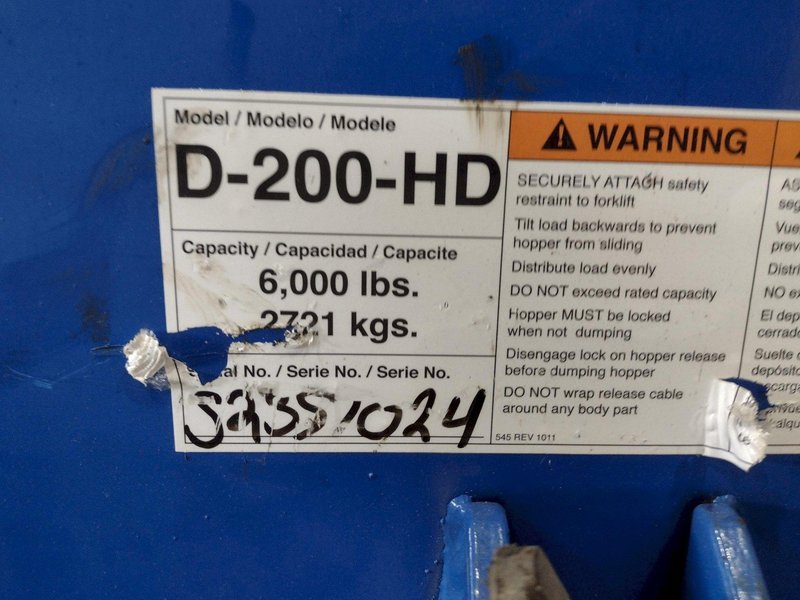 Model / Modelo / Modele
D-200-HD
Capacity / Capacidad / Capacite
6,000 lbs.
2721 kgs.
Serial No. / Serie No. / Serie No.
WARNING
SECURELY ATTACH safety
restraint to forklift
Tilt load backwards to prevent
hopper from sliding
Distribute load evenly
DO NOT exceed rated capacity
Hopper MUST be locked
when not dumping
Disengage lock on hopper release
before dumping hopper
DO NOT wrap release cable
around any body part
545 REV 1011